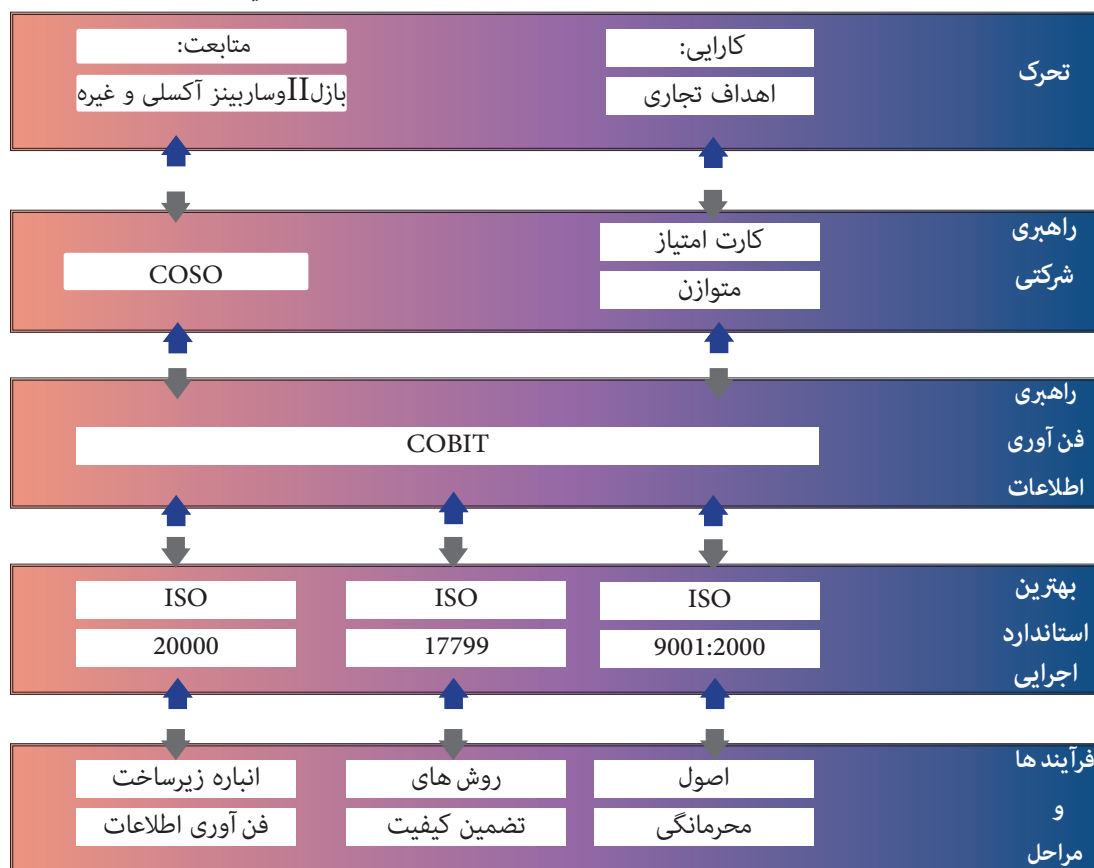 تحرک
کارایی:
اهداف تجاری
متابعت:
بازلIIوساربینز آکسلی و غیره
راهبری
شرکتی
کارت امتیاز
متوازن
COSO
راهبری
فن آوری
اطلاعات
COBIT
بهترین
استاندارد
اجرایی
ISO
9001:2000
ISO
17799
ISO
20000
فرآیند ها
و
مراحل
اصول
محرمانگی
روش های
تضمین کیفیت
انباره زیرساخت
فن آوری اطلاعات